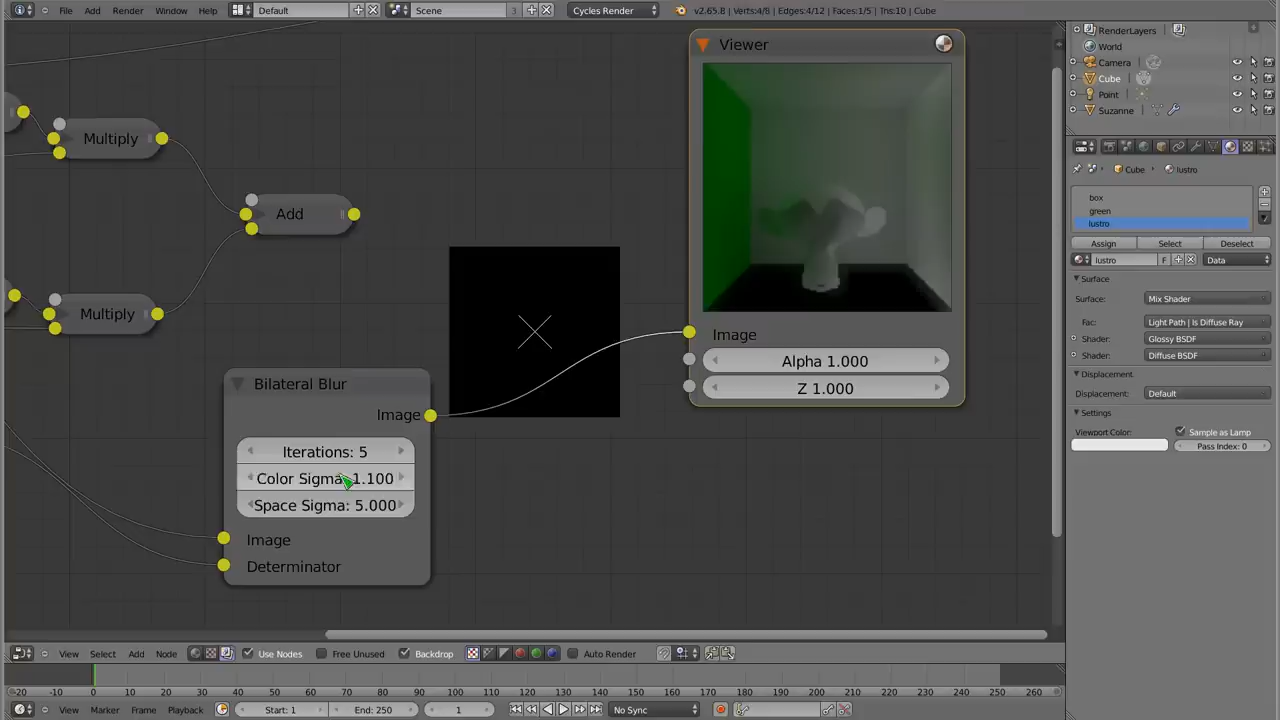 File Add Render Window Help Default Scene 3 Cycles Render v2.65.8 | Verts:4/8 | Edges:4/12 | Faces:1/5 | Tris:10 | Cube
RenderLayers
World
Camera
Cube
Point
Suzanne
Viewer
Multiply
Add
Multiply
Image
Alpha 1.000
Z 1.000
Bilateral Blur
Image
Iterations: 5
Color Sigma: 1.100
Space Sigma: 5.000
Image
Determinator
Cube lustro
box
green
lustro
Assign Select Deselect
lustro F Data
Surface
Surface: Mix Shader
Fac: Light Path | Is Diffuse Ray
Shader: Glossy BSDF
Shader: Diffuse BSDF
Displacement
Displacement: Default
Settings
Viewport Color: Sample as Lamp
Pass Index: 0
View Select Add Node Use Nodes Free Unused Backdrop Auto Render
-20 -10 0 10 20 30 40 50 60 70 80 90 100 110 120 130 140 150 160 170 180 190 200 210 220 230 240 250 260
View Marker Frame Playback Start: 1 End: 250 1 No Sync